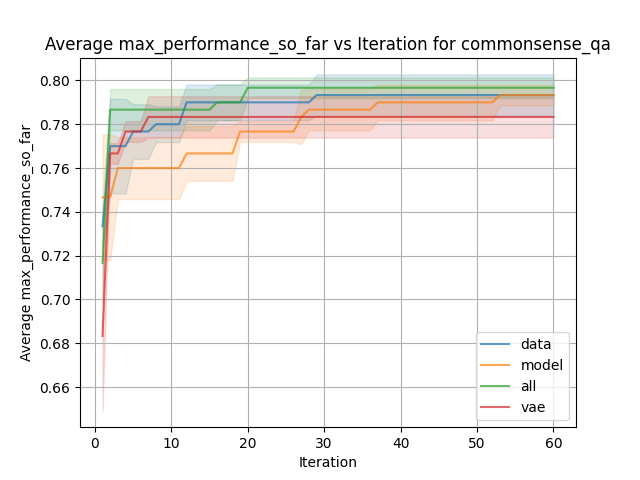 Average max_performance_so_far vs Iteration for commonsense_qa
Average max_performance_so_far
0.80
0.78
0.76
0.74
0.72
0.70
0.68
0.66
0 10 20 30 40 50 60
Iteration
data
model
all
vae